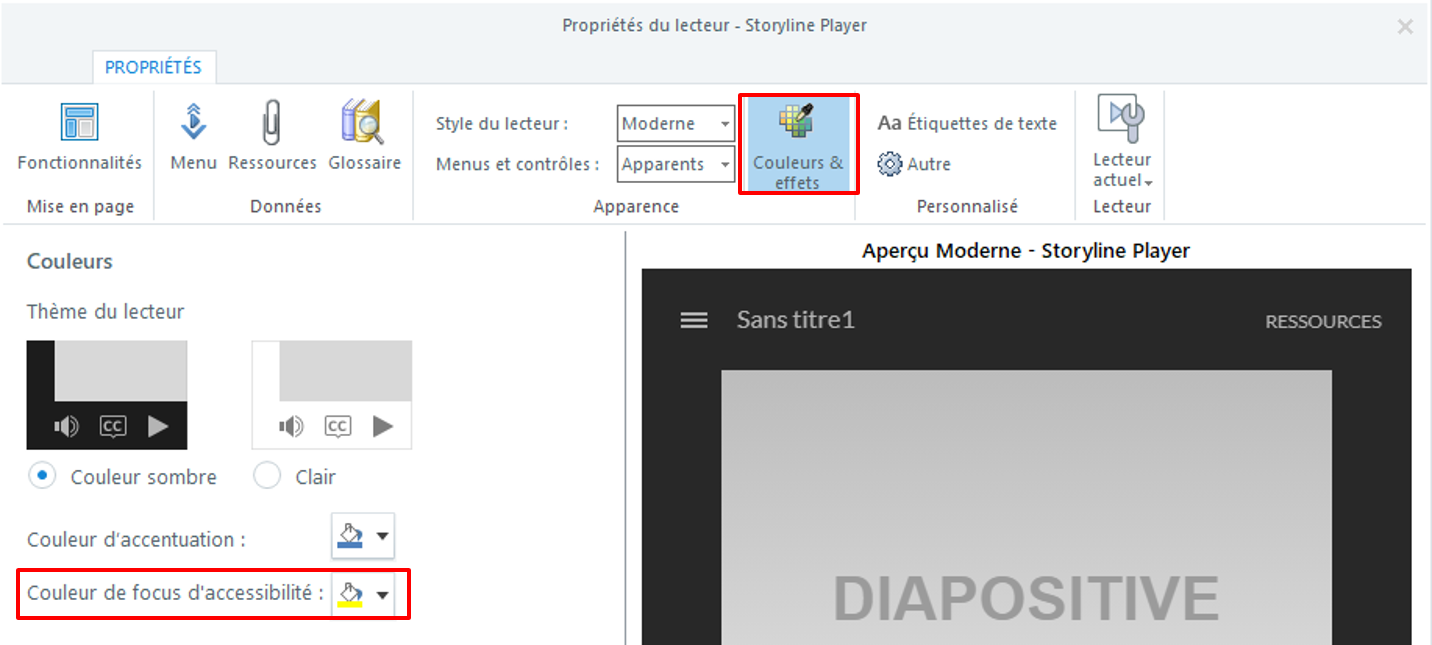 Propriétés du lecteur - Storyline Player
PROPRIÉTÉS
Fonctionnalités
Mise en page
Menu
Ressources
Glossaire
Données
Style du lecteur :
Moderne
Menus et contrôles :
Apparents
Couleurs &
effets
Apparence
Aa Étiquettes de texte
Autre
Personnalisé
Lecteur
actuel
Lecteur
Couleurs
Thème du lecteur
CC
CC
Couleur sombre
Clair
Couleur d'accentuation :
Couleur de focus d'accessibilité :
Aperçu Moderne - Storyline Player
Sans titre1
RESSOURCES
DIAPOSITIVE